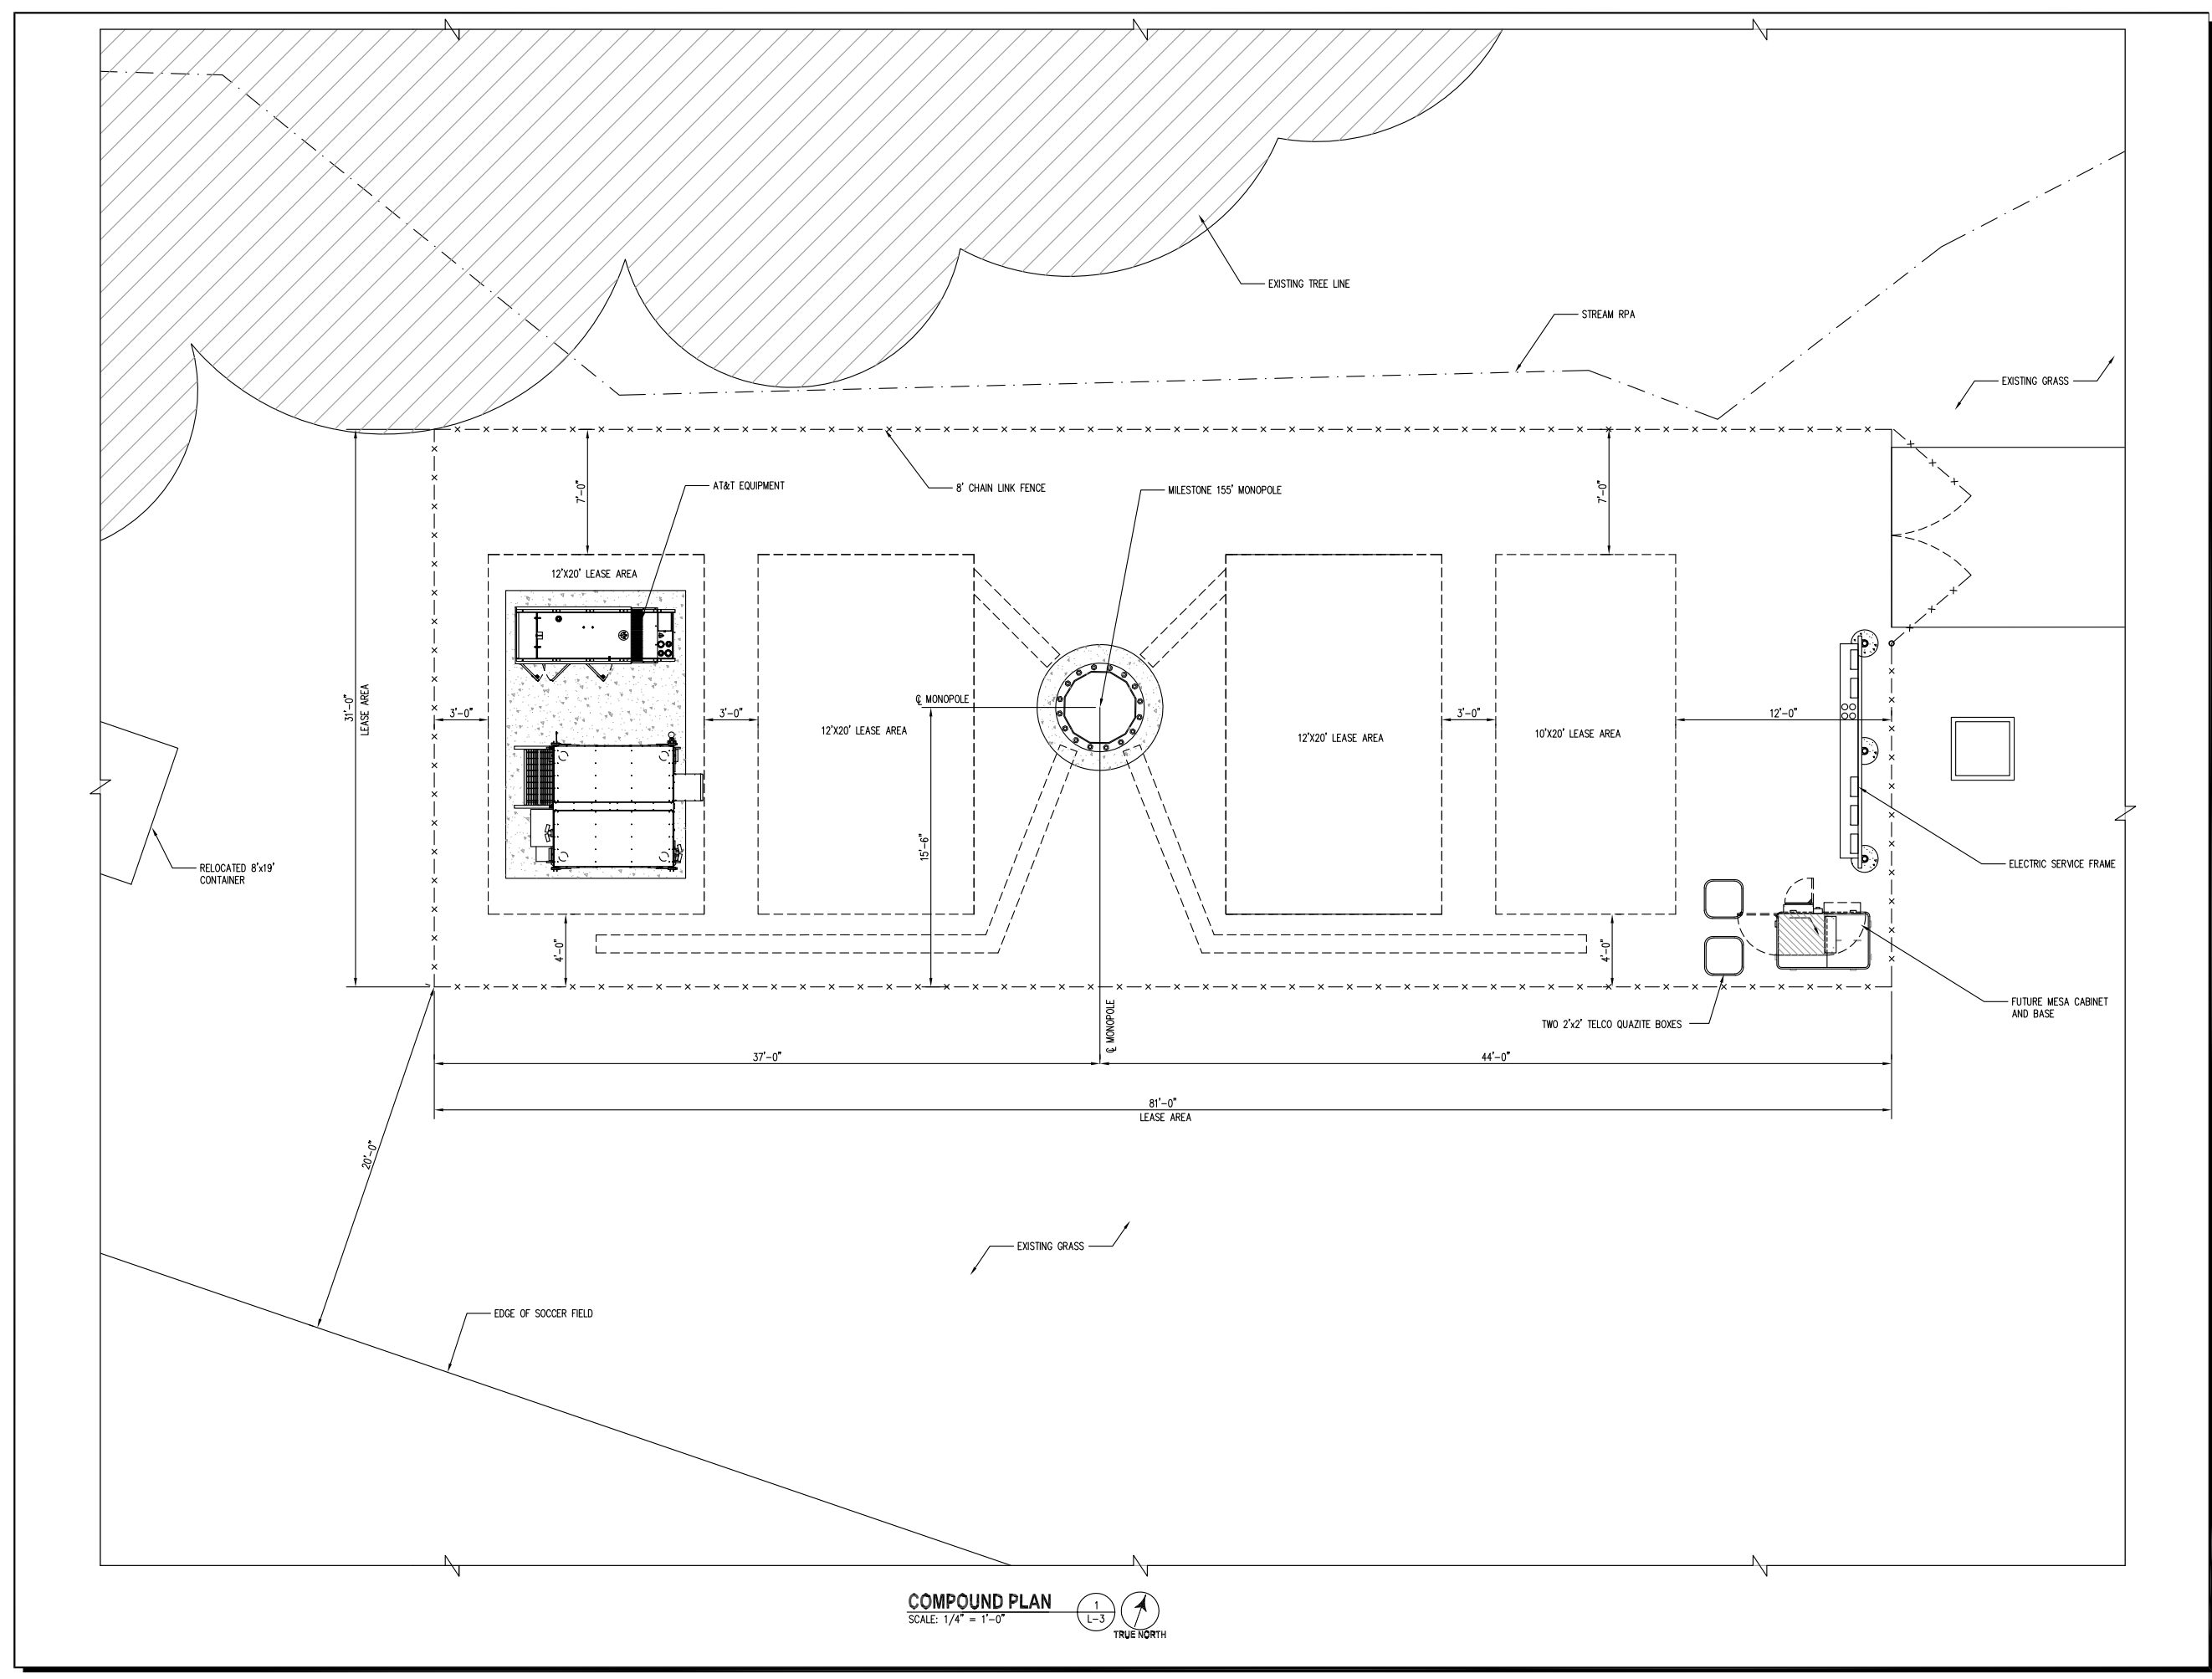 EXISTING TREE LINE
STREAM RPA
EXISTING GRASS
AT&T EQUIPMENT
8' CHAIN LINK FENCE
MILESTONE 155' MONOPOLE
7'-0"
7'-0"
12'X20' LEASE AREA
31'-0"
LEASE AREA
3'-0"
3'-0"
℄ MONOPOLE
12'X20' LEASE AREA
12'X20' LEASE AREA
3'-0"
10'X20' LEASE AREA
12'-0"
15'-6"
RELOCATED 8'x19'
CONTAINER
ELECTRIC SERVICE FRAME
4'-0"
4'-0"
FUTURE MESA CABINET
AND BASE
TWO 2'x2' TELCO QUAZITE BOXES
℄ MONOPOLE
37'-0"
44'-0"
81'-0"
LEASE AREA
20'-0"
EXISTING GRASS
EDGE OF SOCCER FIELD
COMPOUND PLAN
SCALE: 1/4" = 1'-0"
1
L-3
TRUE NORTH